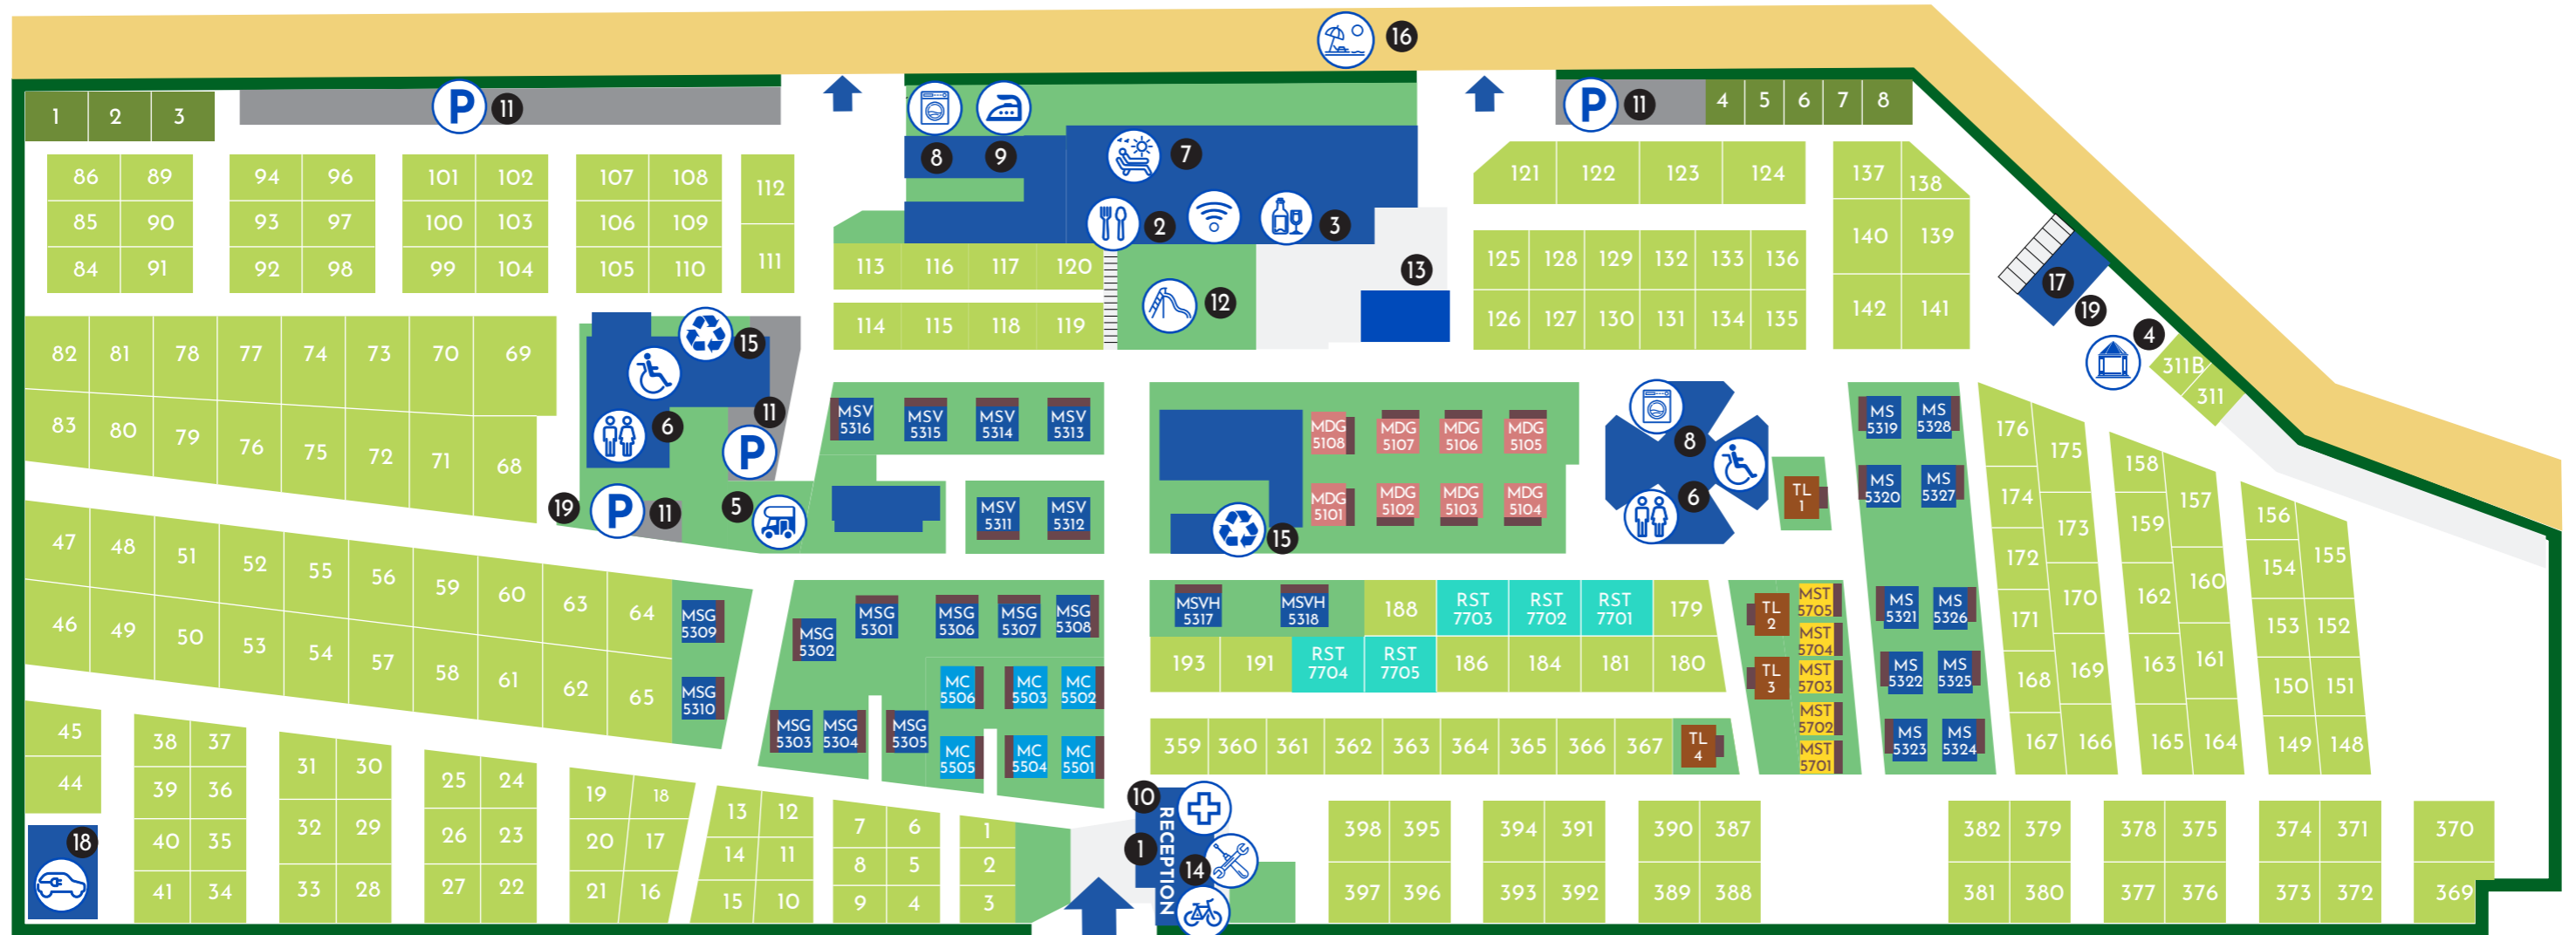 16
1 2 3
P 11
8 9 7
P 11
4 5 6 7 8
86 89
94 96
101 102
107 108
112
121 122 123 124
137 138
85 90
93 97
100 103
106 109
2 3
140 139
84 91
92 98
99 104
105 110
111
113 116 117 120
13
125 128 129 132 133 136
17
19
12
114 115 118 119
126 127 130 131 134 135
142 141
4
311B
311
82 81 78 77 74 73 70 69
15
83 80 79 76 75 72 71 68
6
11
P
MSV
5316
MSV
5315
MSV
5314
MSV
5313
MDG
5108
MDG
5107
MDG
5106
MDG
5105
8
6
MS
5319
MS
5328
176 175
19
P 11
5
MSV
5311
MSV
5312
MDG
5101
MDG
5102
MDG
5103
MDG
5104
15
TL
1
MS
5320
MS
5327
174 173
158 157
159
156 155
47 48 51 52 55 56 59 60 63 64
46 49 50 53 54 57 58 61 62 65
MSG
5309
MSG
5310
MSG
5302
MSG
5301
MSG
5306
MSG
5307
MSG
5308
MSVH
5317
MSVH
5318
188
RST
7703
RST
7702
RST
7701
179
TL
2
MST
5705
MST
5704
MS
5321
MS
5326
172 170
171
162 160
154
153 152
MC
5506
MC
5503
MC
5502
193 191
RST
7704
RST
7705
186 184 181 180
TL
3
MST
5703
MST
5702
MST
5701
MS
5322
MS
5325
168 169
163 161
150 151
MSG
5303
MSG
5304
MSG
5305
MC
5505
MC
5504
MC
5501
359 360 361 362 363 364 365 366 367
TL
4
MS
5323
MS
5324
167 166
165 164
149 148
45
44
38 37
39 36
40 35
41 34
31 30
32 29
33 28
25 24
26 23
27 22
19 18
20 17
21 16
13 12
14 11
15 10
7 6
8 5
9 4
1
2
3
18
10
1
14
RECEPTION
398 395
397 396
394 391
393 392
390 387
389 388
382 379
381 380
378 375
377 376
374 371
373 372
370
369